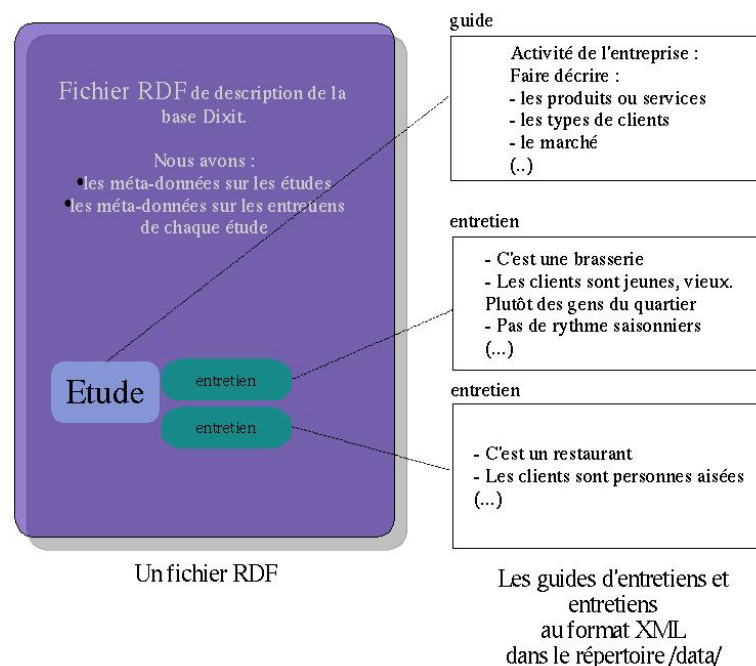 Fichier RDF de description de la
base Dixit.
Nous avons :
•les méta-données sur les études
•les méta-données sur les entretiens
de chaque étude
Etude
entretien
entretien
Un fichier RDF
guide
Activité de l'entreprise :
Faire décrire :
- les produits ou services
- les types de clients
- le marché
(..)
entretien
- C'est une brasserie
- Les clients sont jeunes, vieux.
Plutôt des gens du quartier
- Pas de rythme saisonniers
(...)
entretien
- C'est un restaurant
- Les clients sont personnes aisées
(...)
Les guides d'entretiens et
entretiens
au format XML
dans le répertoire /data/